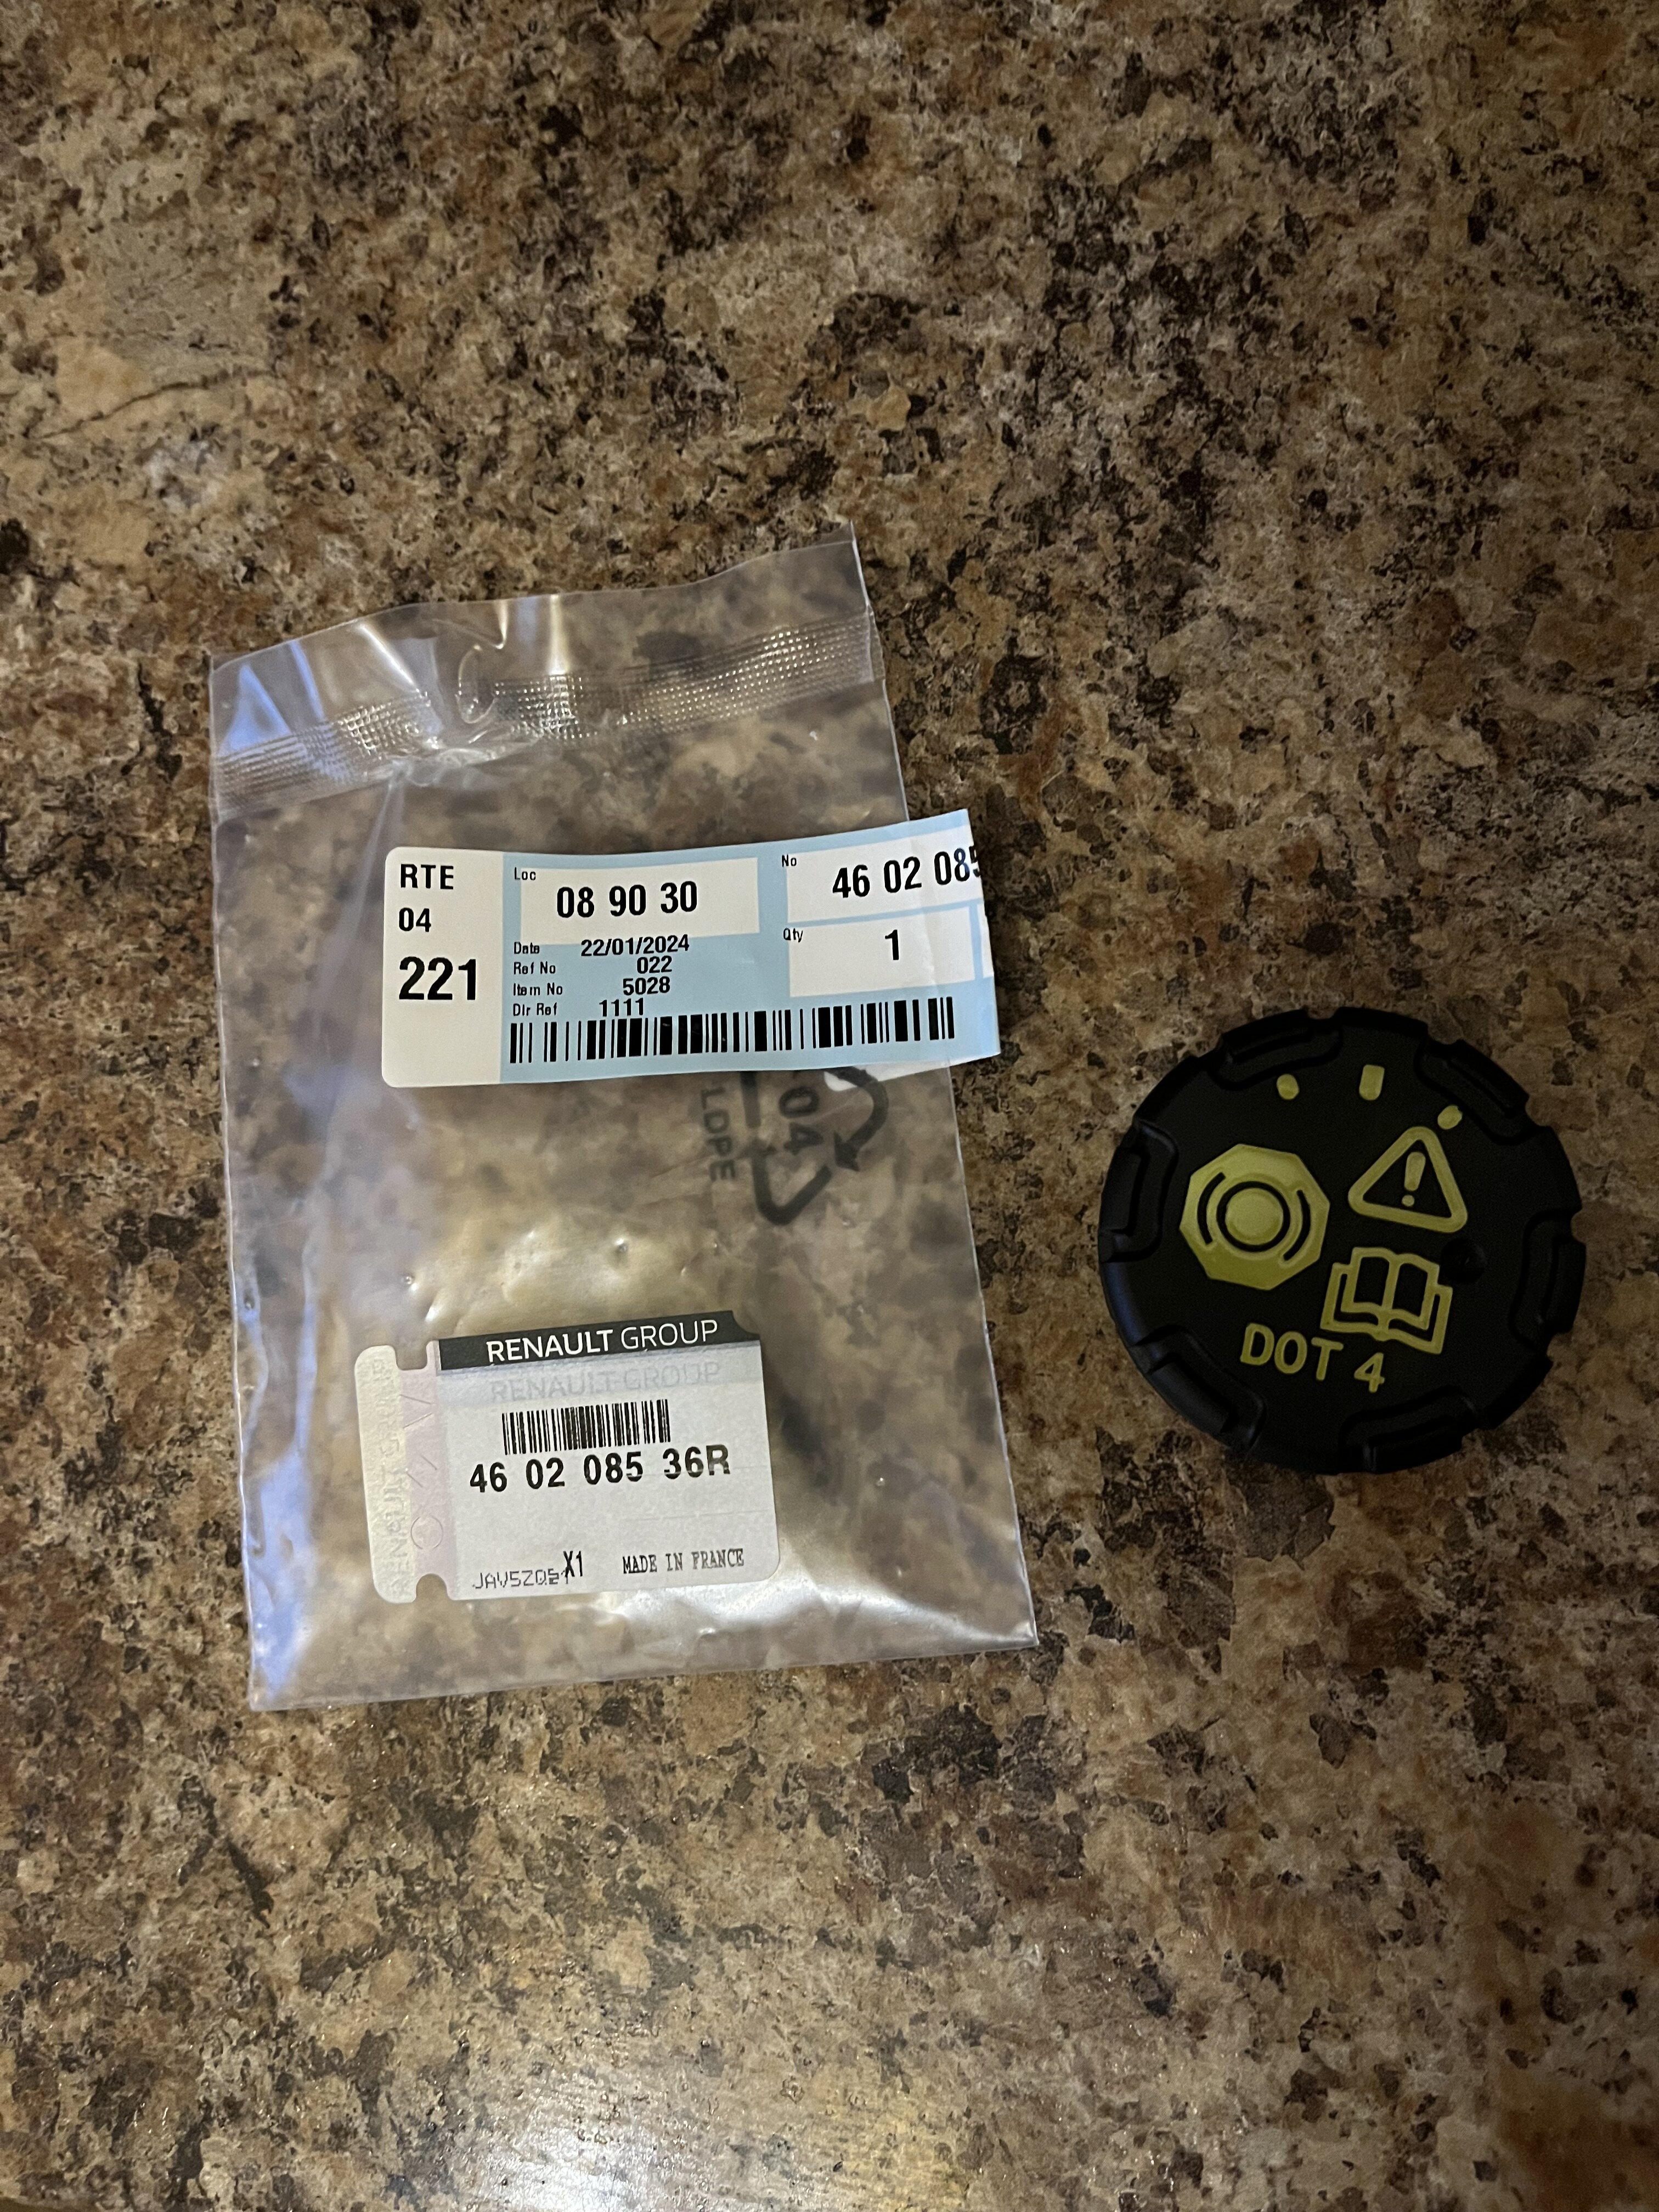 RTE
04
221
Loc
08 90 30
No
46 02 085
Date 22/01/2024
Ref No 022
Item No 5028
Dlr Ref 1111
Qty
1
04
LDPE
RENAULT GROUP
RENAULT GROUP
46 02 085 36R
X1
MADE IN FRANCE
DOT 4